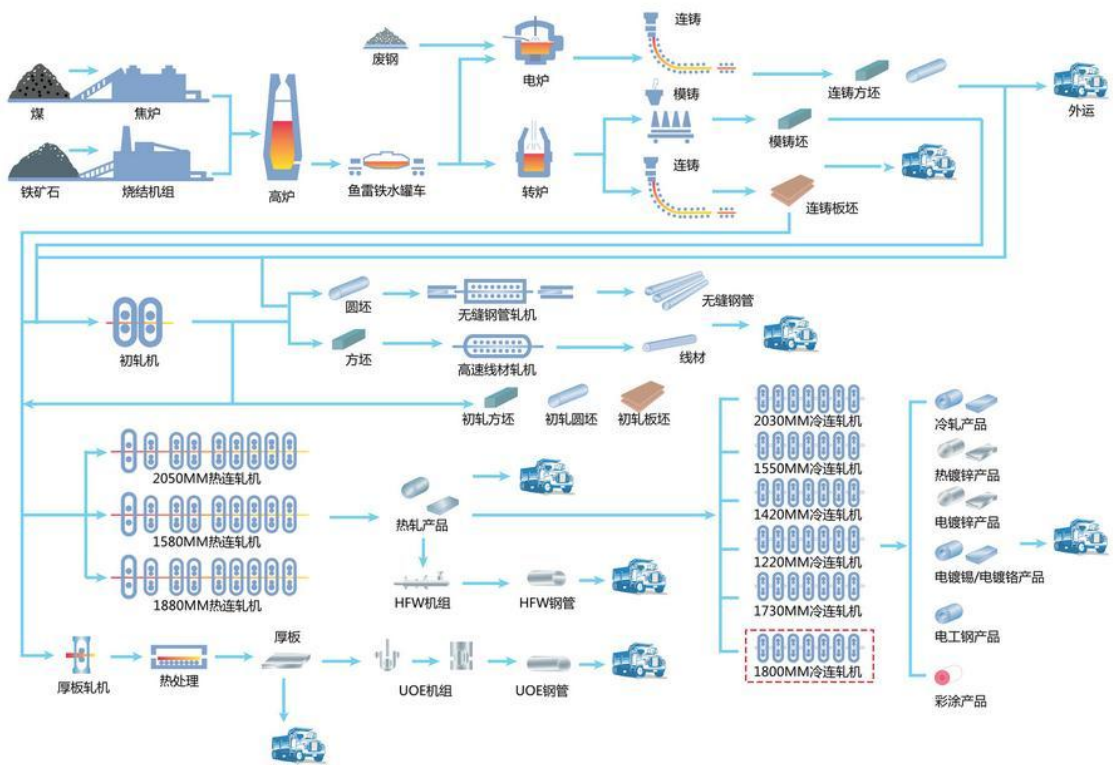 连铸
废钢
电炉
煤
焦炉
模铸
连铸方坯
外运
模铸坯
铁矿石
烧结机组
高炉
鱼雷铁水罐车
转炉
连铸
连铸板坯
圆坯
无缝钢管轧机
无缝钢管
初轧机
方坯
高速线材轧机
线材
初轧方坯
初轧圆坯
初轧板坯
2030MM冷连轧机
冷轧产品
2050MM热连轧机
1550MM冷连轧机
热镀锌产品
1580MM热连轧机
热轧产品
1420MM冷连轧机
电镀锌产品
1880MM热连轧机
HFW机组
HFW钢管
1220MM冷连轧机
电镀锡/电镀铬产品
1730MM冷连轧机
电工钢产品
厚板
厚板轧机
热处理
UOE机组
UOE钢管
1800MM冷连轧机
彩涂产品